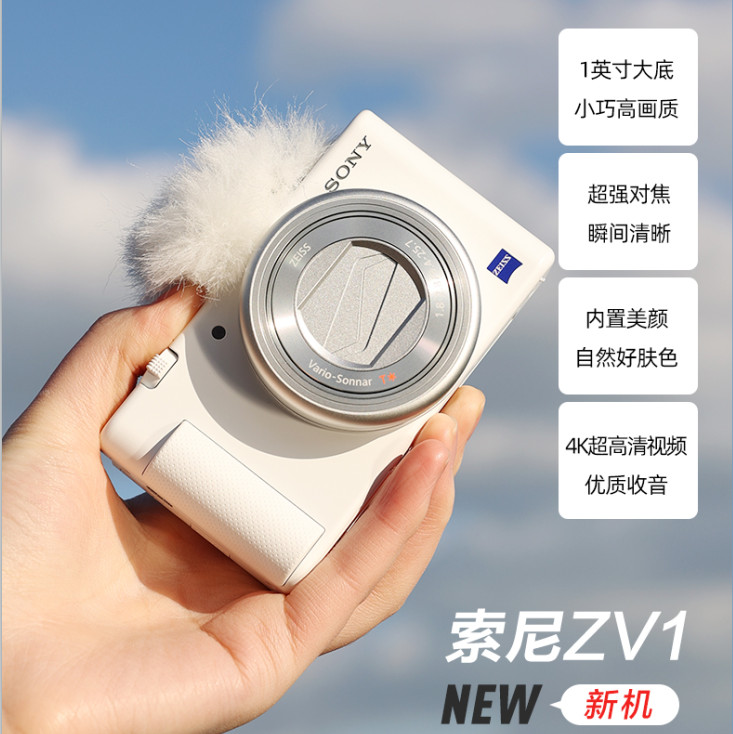 1英寸大底
小巧高画质
超强对焦
瞬间清晰
内置美颜
自然好肤色
4K超高清视频
优质收音
SONY
ZEISS
ZEISS
Vario-Sonnar T*
索尼ZV1
NEW 新机